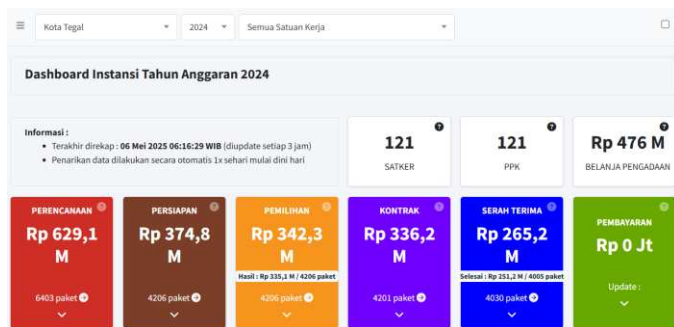 Kota Tegal 2024 Semua Satuan Kerja
Dashboard Instansi Tahun Anggaran 2024
Informasi :
Terakhir direkap : 06 Mei 2025 06:16:29 WIB (diupdate setiap 3 jam)
Penarikan data dilakukan secara otomatis 1x sehari mulai dini hari
121
SATKER
121
PPK
Rp 476 M
BELANJA PENGADAAN
PERENCANAAN
Rp 629,1
M
6403 paket
PERSIAPAN
Rp 374,8
M
4206 paket
PEMILIHAN
Rp 342,3
M
Hasil : Rp 335,1 M / 4206 paket
4206 paket
KONTRAK
Rp 336,2
M
4201 paket
SERAH TERIMA
Rp 265,2
M
Selesai : Rp 251,2 M / 4005 paket
4030 paket
PEMBAYARAN
Rp 0 Jt
Update :